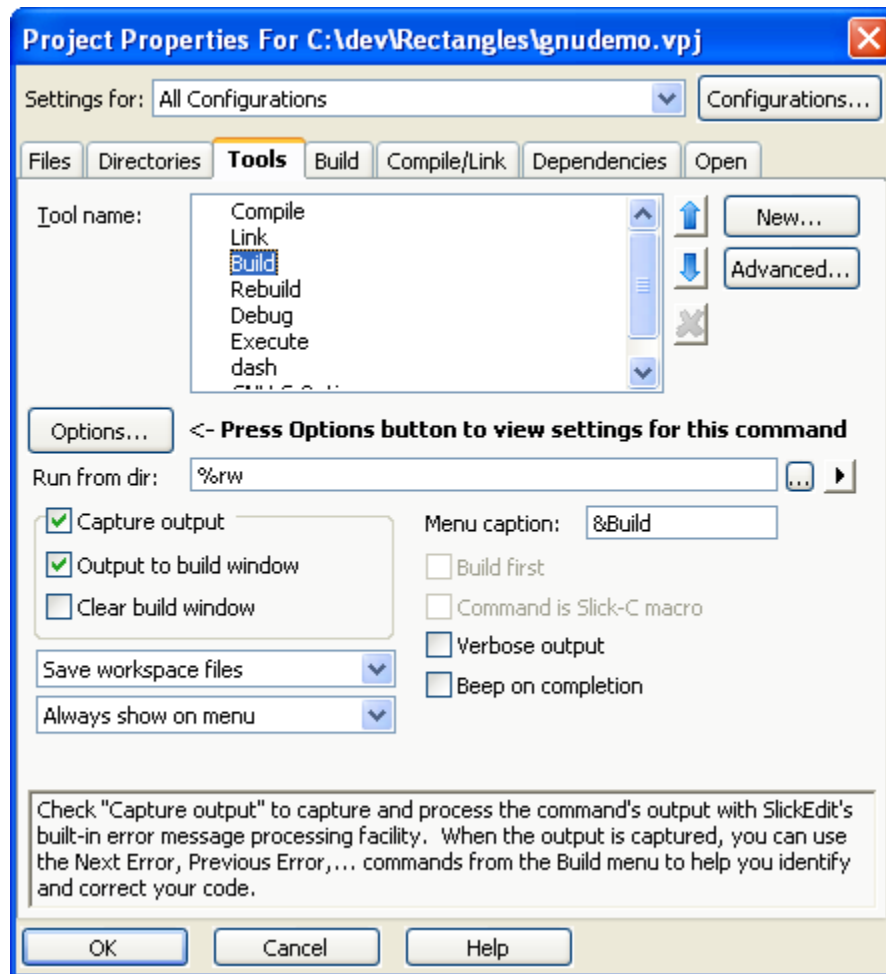 Project Properties For C:\dev\Rectangles\gnudemo.vpj
Settings for: All Configurations Configurations...
Files Directories Tools Build Compile/Link Dependencies Open
Tool name: Compile New...
Link
Build Advanced...
Rebuild
Debug
Execute
dash
Options... <- Press Options button to view settings for this command
Run from dir: %rw ...
Capture output Menu caption: &Build
Output to build window Build first
Clear build window Command is Slick-C macro
Verbose output
Save workspace files Beep on completion
Always show on menu
Check "Capture output" to capture and process the command's output with SlickEdit's
built-in error message processing facility. When the output is captured, you can use
the Next Error, Previous Error,... commands from the Build menu to help you identify
and correct your code.
OK Cancel Help